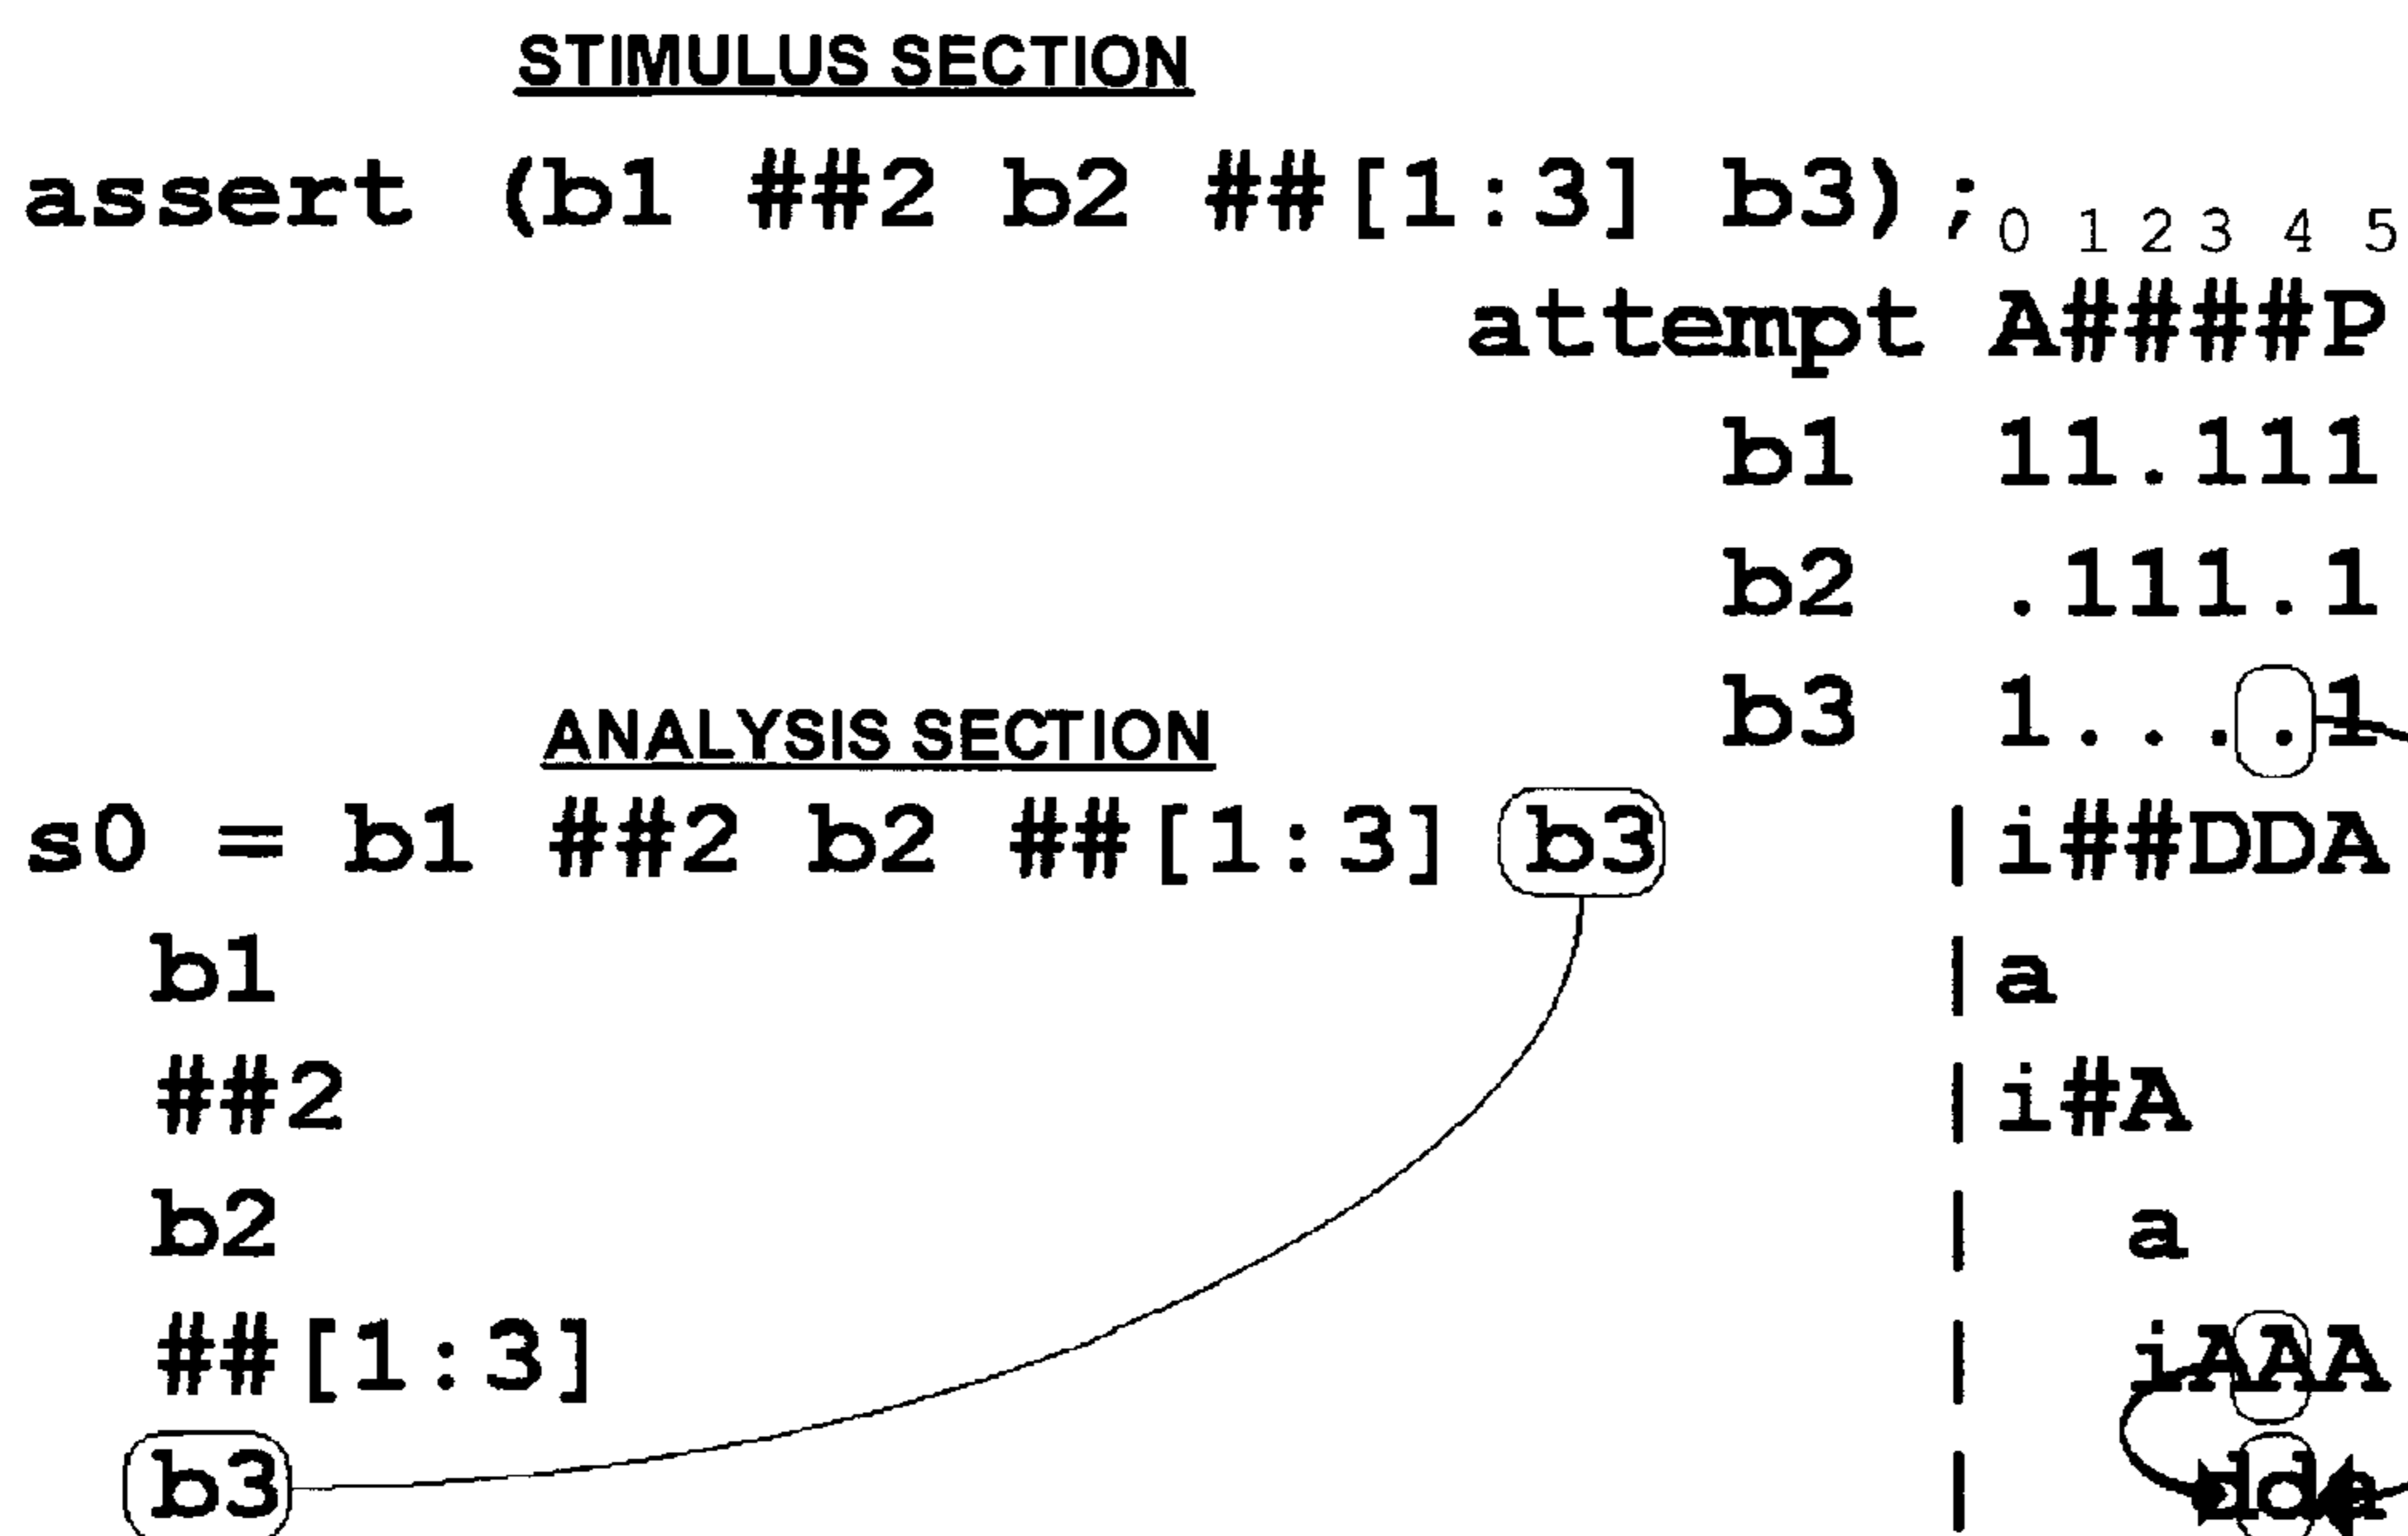 STIMULUS SECTION
assert (b1 ##2 b2 ##[1:3] b3);
0 1 2 3 4 5
attempt A####P
b1 11.111
b2 .111.1
b3 1....1
ANALYSIS SECTION
s0 = b1 ##2 b2 ##[1:3] b3 |i##DDA
b1 |a
##2 |i#A
b2 | a
##[1:3] | iAAA
b3 | dda